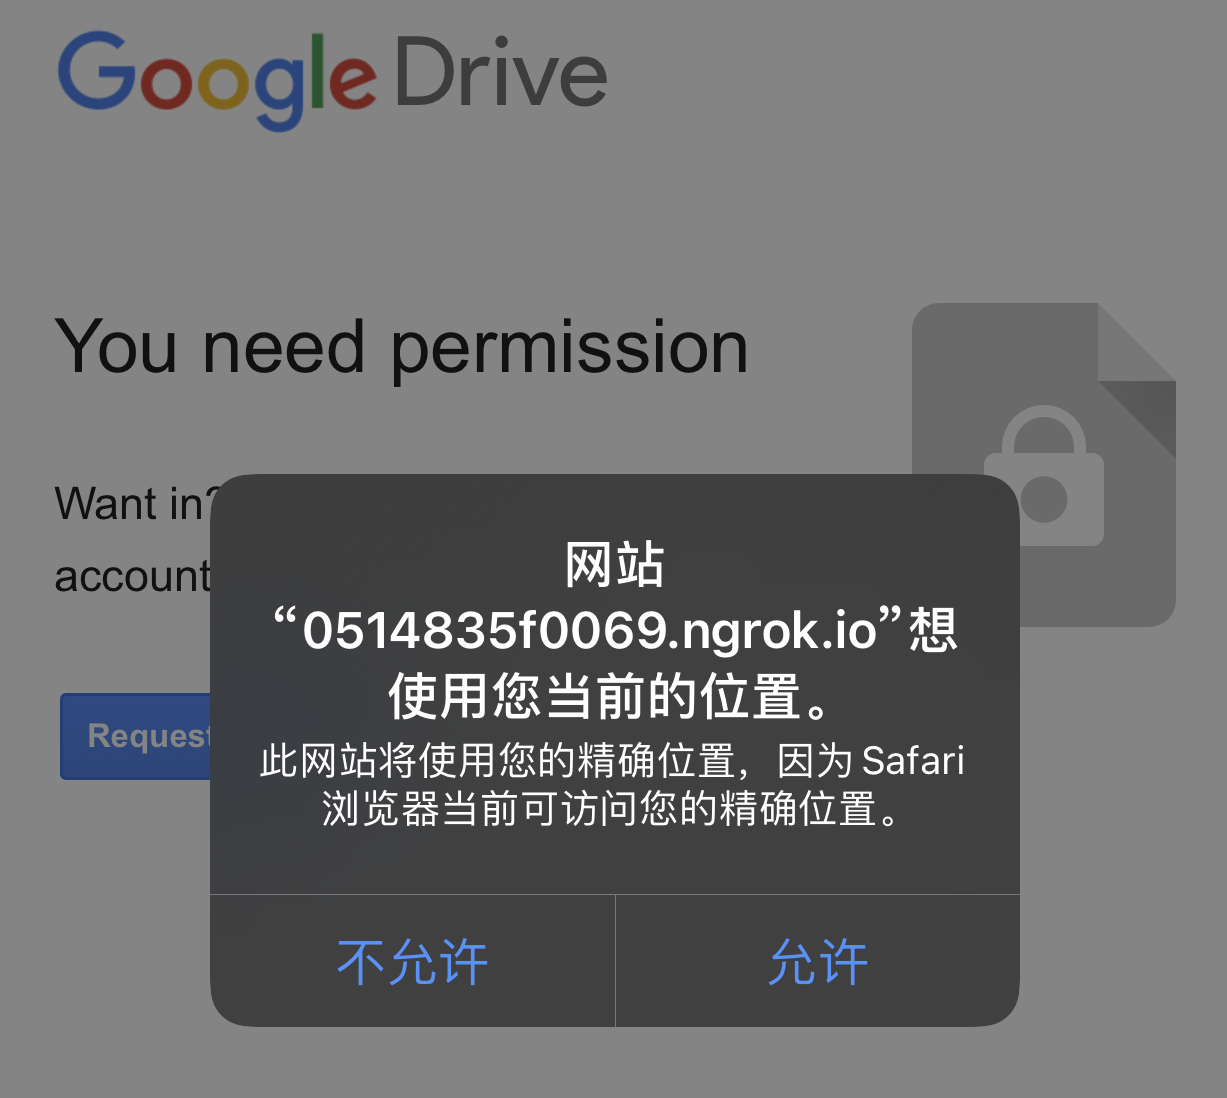 Google Drive
You need permission
Want in?
account
Request
网站
“0514835f0069.ngrok.io”想
使用您当前的位置。
此网站将使用您的精确位置，因为 Safari
浏览器当前可访问您的精确位置。
不允许
允许